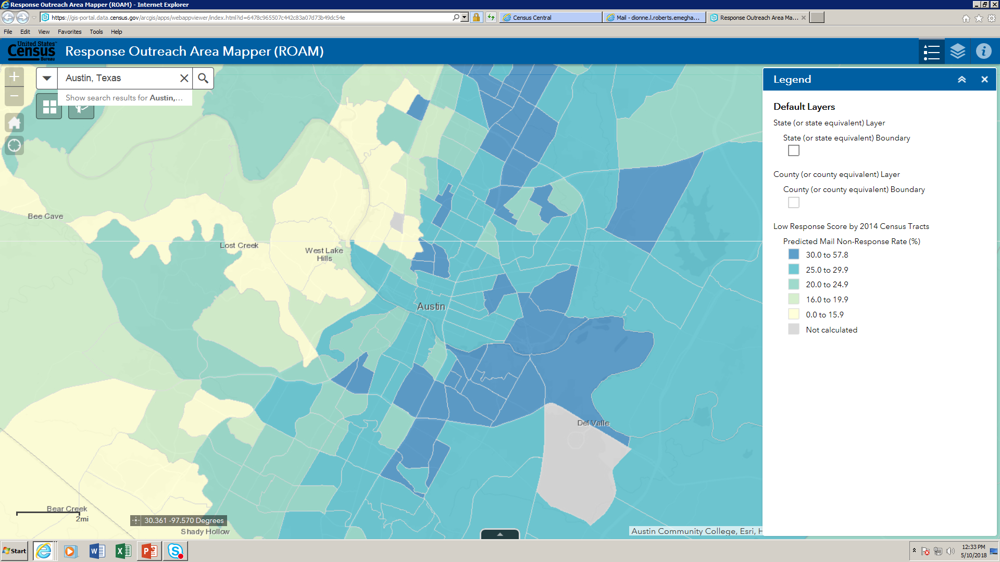 Response Outreach Area Mapper (ROAM) - Internet Explorer
https://gis-portal.data.census.gov/arcgis/apps/webappviewer/index.html?id=6478c965507c442c83a07d73b49dc54e
Census Central
Mail - dionne.l.roberts.emegha...
Response Outreach Area Ma...
File Edit View Favorites Tools Help
United States
Census
Bureau
Response Outreach Area Mapper (ROAM)
Austin, Texas
Show search results for Austin,...
Legend
Default Layers
State (or state equivalent) Layer
State (or state equivalent) Boundary
County (or county equivalent) Layer
County (or county equivalent) Boundary
Low Response Score by 2014 Census Tracts
Predicted Mail Non-Response Rate (%)
30.0 to 57.8
25.0 to 29.9
20.0 to 24.9
16.0 to 19.9
0.0 to 15.9
Not calculated
Bee Cave
Lost Creek
West Lake
Hills
Austin
Del Valle
Bear Creek
2mi
30.361 -97.570 Degrees
Shady Hollow
Austin Community College, Esri, H
Start
12:33 PM
5/10/2018